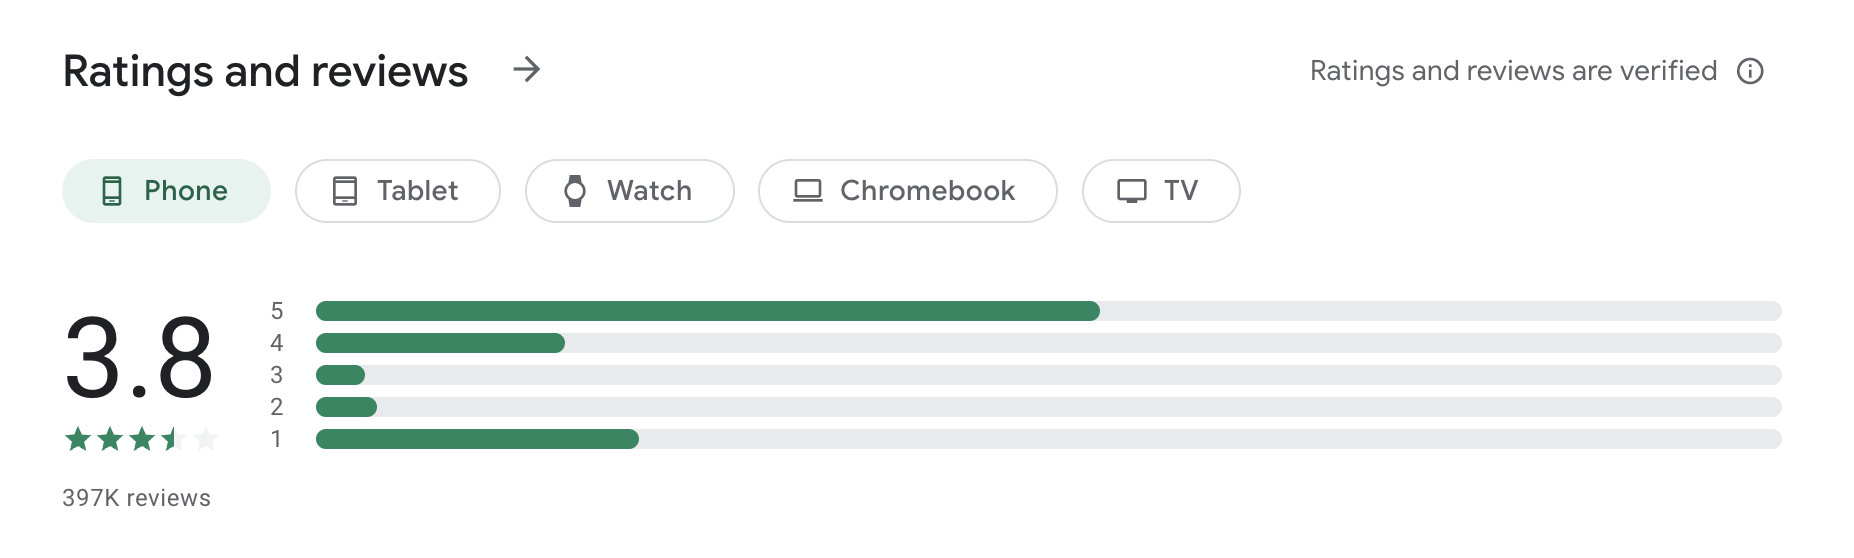 Ratings and reviews
Ratings and reviews are verified
Phone
Tablet
Watch
Chromebook
TV
3.8
397K reviews
5
4
3
2
1